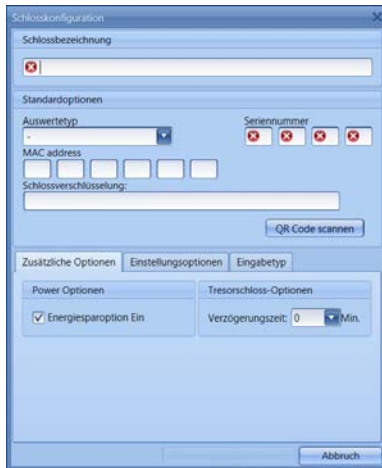 Schlosskonfiguration
Schlossbezeichnung
Standardoptionen
Auswertetyp Seriennummer
-
MAC address
Schlossverschlüsselung:
QR Code scannen
Zusätzliche Optionen Einstellungsoptionen Eingabetyp
Power Optionen Tresorschloss-Optionen
Energiesparoption Ein Verzögerungszeit: 0 Min.
Abbruch